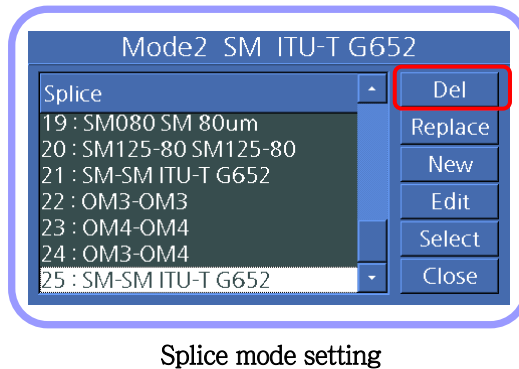 Mode2 SM ITU-T G652
Splice
19 : SM080 SM 80um
20 : SM125-80 SM125-80
21 : SM-SM ITU-T G652
22 : OM3-OM3
23 : OM4-OM4
24 : OM3-OM4
25 : SM-SM ITU-T G652
Del
Replace
New
Edit
Select
Close
Splice mode setting